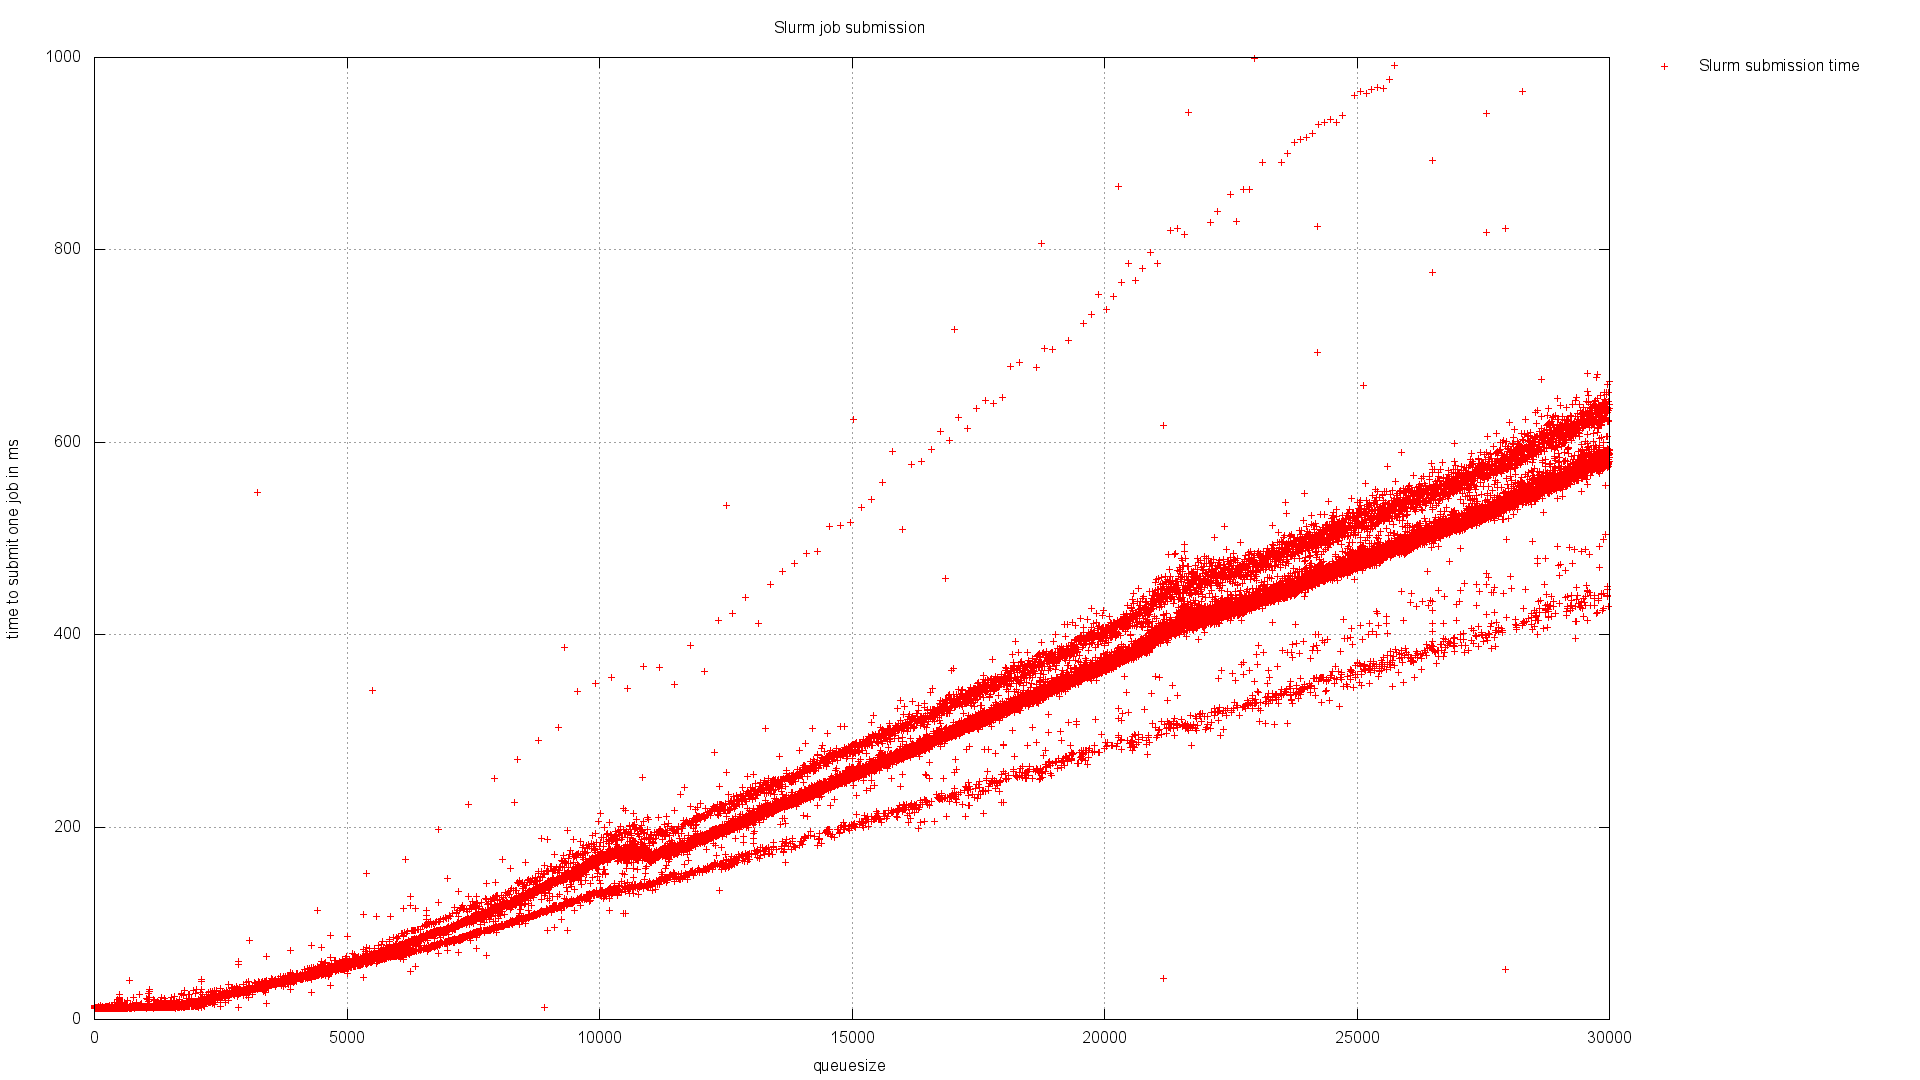 Slurm job submission
Slurm submission time
1000
800
600
400
200
0
time to submit one job in ms
0 5000 10000 15000 20000 25000 30000
queuesize